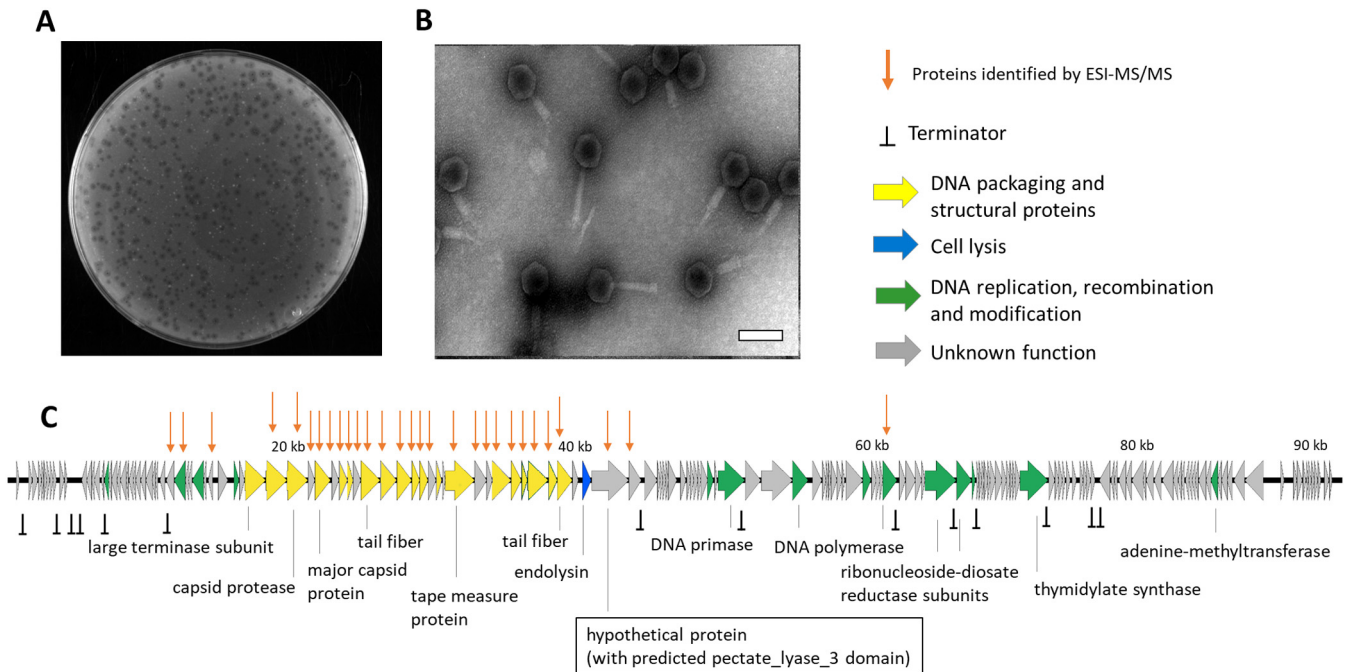 A
B
Proteins identified by ESI-MS/MS
Terminator
DNA packaging and
structural proteins
Cell lysis
DNA replication, recombination
and modification
Unknown function
C
20 kb
40 kb
60 kb
80 kb
90 kb
large terminase subunit
tail fiber
tail fiber
DNA primase
DNA polymerase
adenine-methyltransferase
capsid protease
major capsid
protein
endolysin
ribonucleoside-diosate
reductase subunits
thymidylate synthase
tape measure
protein
hypothetical protein
(with predicted pectate_lyase_3 domain)